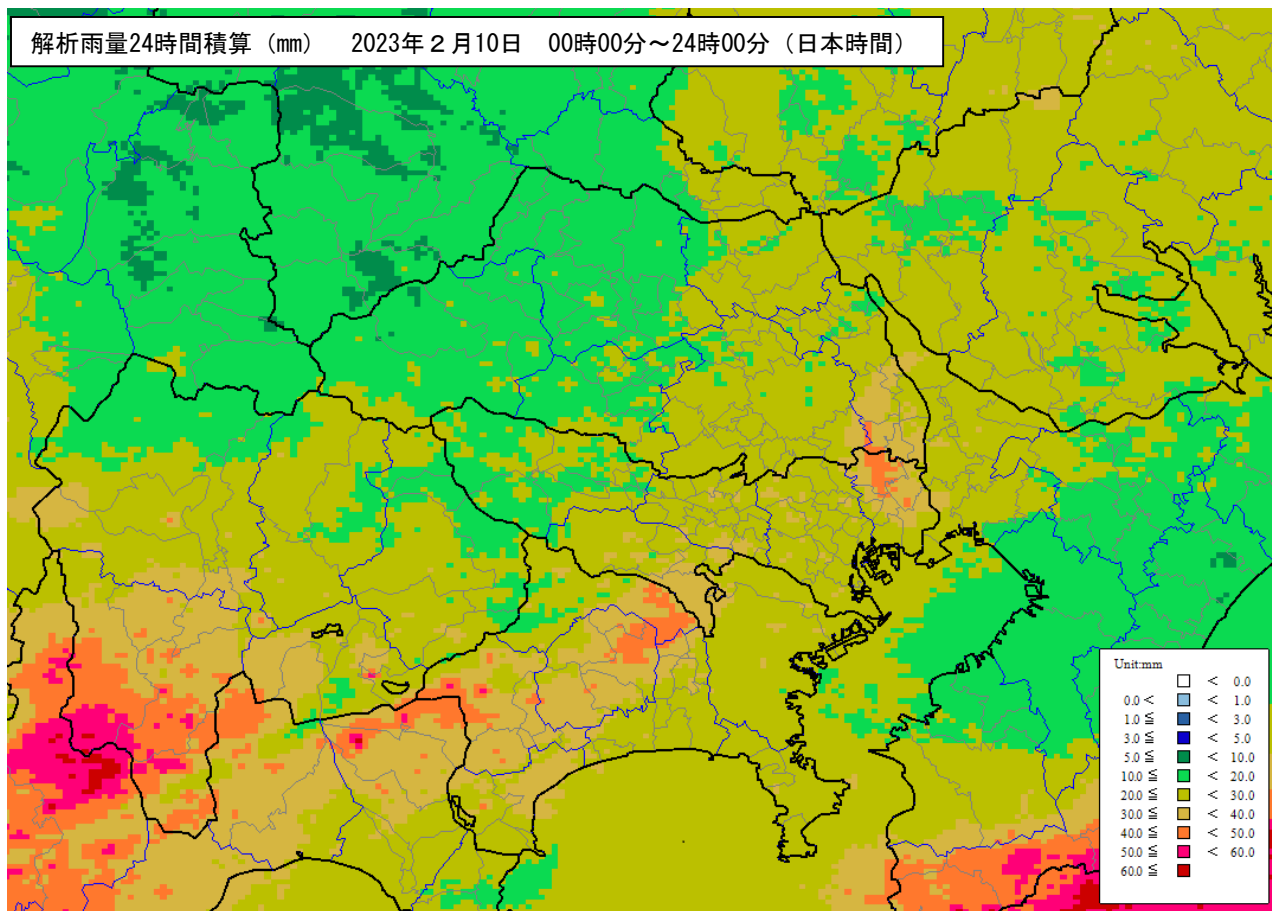 解析雨量24時間積算（mm） 2023年２月10日 00時00分～24時00分（日本時間）
Unit:mm
< 0.0
0.0 < < 1.0
1.0 ≦ < 3.0
3.0 ≦ < 5.0
5.0 ≦ < 10.0
10.0 ≦ < 20.0
20.0 ≦ < 30.0
30.0 ≦ < 40.0
40.0 ≦ < 50.0
50.0 ≦ < 60.0
60.0 ≦